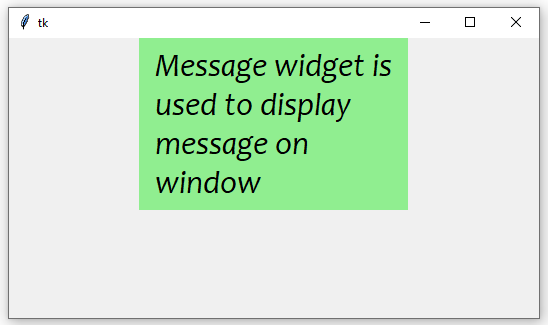 tk
Message widget is
used to display
message on
window